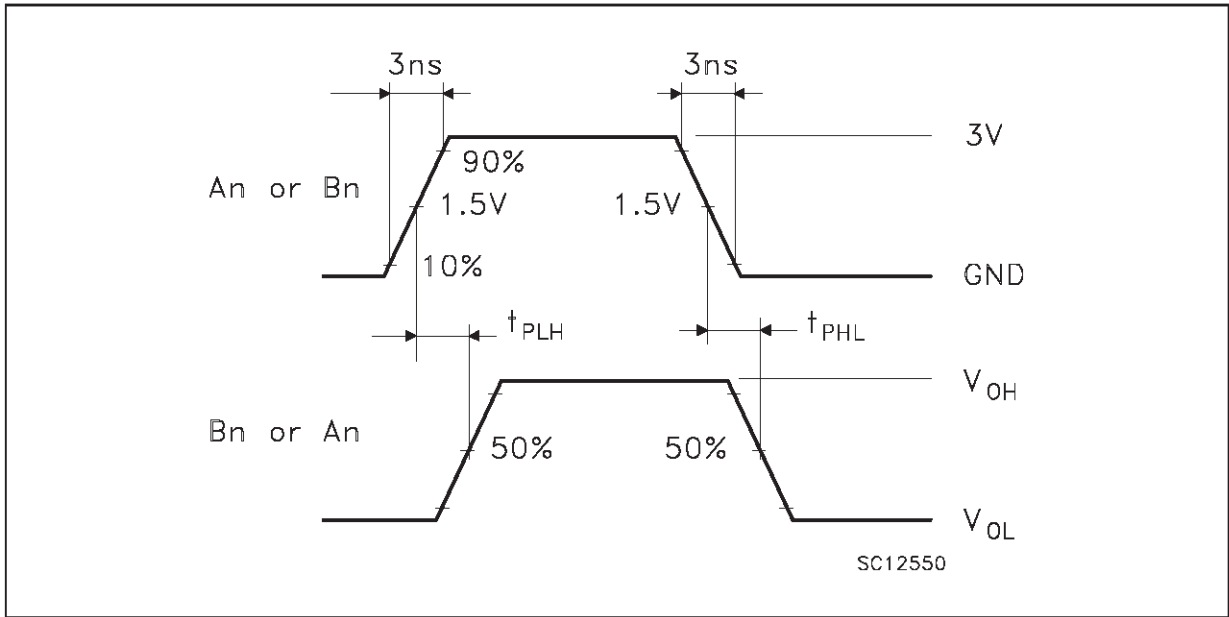 3ns 3ns
3V
90%
An or Bn 1.5V 1.5V
10% GND
tPLH tPHL
VOH
Bn or An 50% 50%
VOL
SC12550